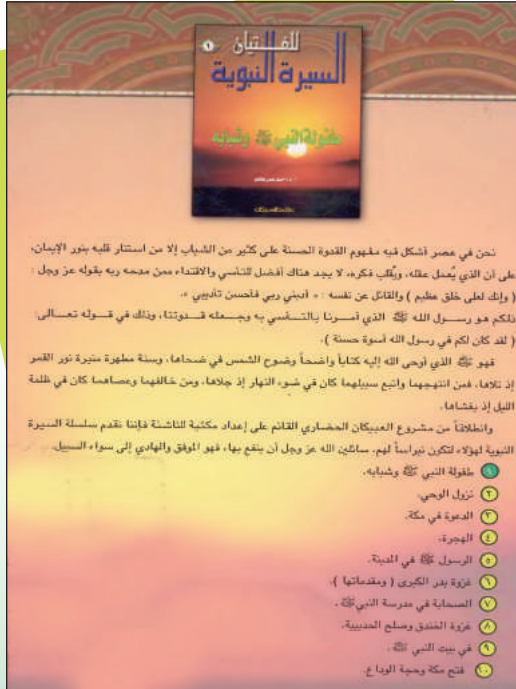 للفتيان
١
السيرة النبوية
طفولة النبي ﷺ وشبابه
نحن في عصر أشكل فيه مفهوم القدوة الحسنة على كثير من الشباب إلا من استنار قلبه بنور الإيمان،
على أن الذي يُعمل عقله، ويُقلب فكره، لا يجد هناك أفضل للتأسي والاقتداء ممن مدحه ربه بقوله عز وجل :
( وإنك لعلى خلق عظيم ) والقائل عن نفسه : « أدبني ربي فأحسن تأديبي ».
ذلكم هو رسول الله ﷺ الذي أمرنا بالتأسي به وجعله قدوتنا، وذلك في قوله تعالى:
( لقد كان لكم في رسول الله أسوة حسنة ).
فهو ﷺ الذي أوحى الله إليه كتاباً واضحاً وضوح الشمس في ضحاها، وسنة مطهرة منيرة نور القمر
إذ تلاها، فمن انتهجهما واتبع سبيلهما كان في ضوء النهار إذ جلاها، ومن خالفهما وعصاهما كان في ظلمة
الليل إذ يغشاها.
وانطلاقاً من مشروع العبيكان الحضاري القائم على إعداد مكتبية للناشئة فإننا نقدم سلسلة السيرة
النبوية لهؤلاء لتكون نبراساً لهم، سائلين الله عز وجل أن ينفع بها، فهو الموفق والهادي إلى سواء السبيل.
١ طفولة النبي ﷺ وشبابه.
٢ نزول الوحي.
٣ الدعوة في مكة.
٤ الهجرة.
٥ الرسول ﷺ في المدينة.
٦ غزوة بدر الكبرى ( ومقدماتها ).
٧ الصحابة في مدرسة النبي ﷺ .
٨ غزوة الخندق وصلح الحديبية.
٩ في بيت النبي ﷺ .
١٠ فتح مكة وحجة الوداع.